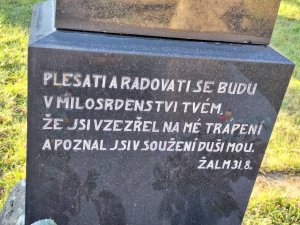 PLESATI A RADOVATI SE BUDU
V MILOSRDENSTVI TVÉM,
ŽE JSI VZEZŘEL NA MÉ TRÁPENÍ
A POZNAL JSI V SOUŽENÍ DUŠI MOU.
ŽALM 31, 8.